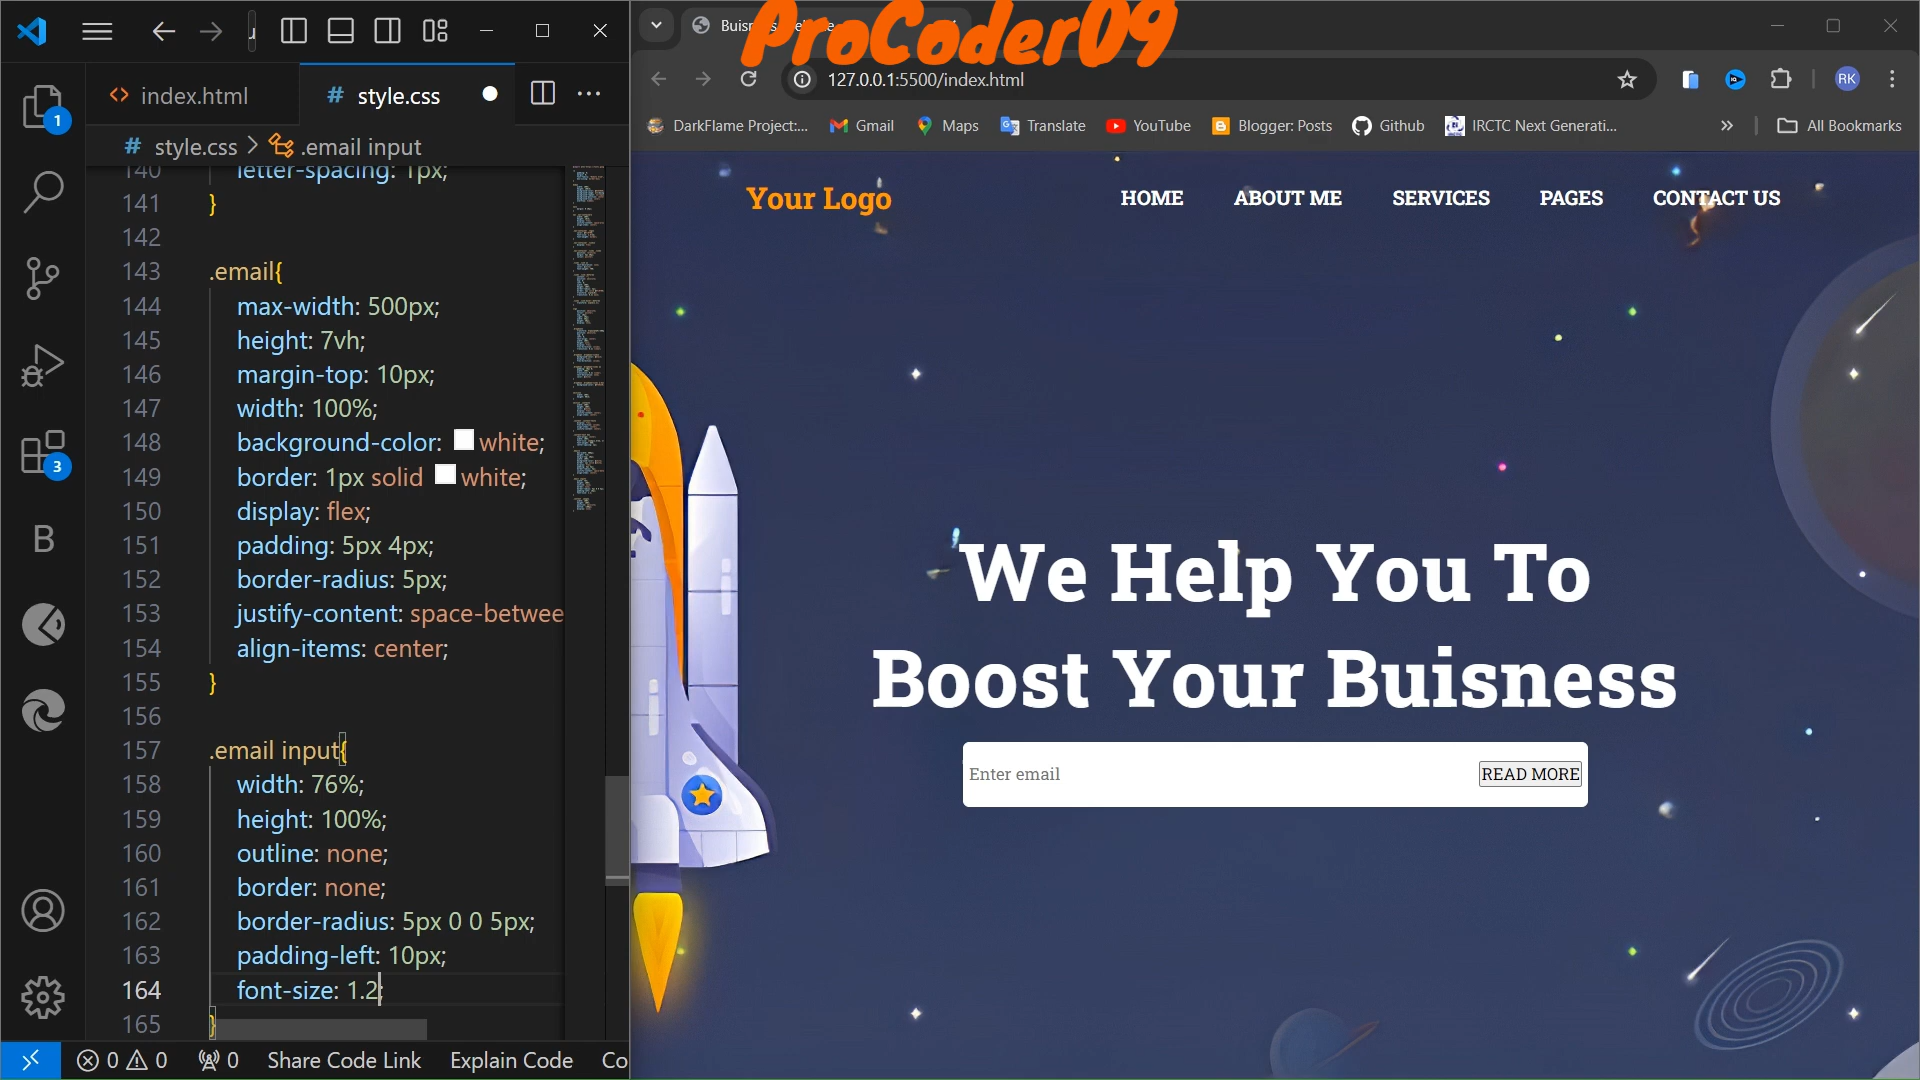 index.html
# style.css
# style.css > .email input
140 letter-spacing: 1px;
141 }
142
143 .email{
144 max-width: 500px;
145 height: 7vh;
146 margin-top: 10px;
147 width: 100%;
148 background-color: white;
149 border: 1px solid white;
150 display: flex;
151 padding: 5px 4px;
152 border-radius: 5px;
153 justify-content: space-betwee
154 align-items: center;
155 }
156
157 .email input{
158 width: 76%;
159 height: 100%;
160 outline: none;
161 border: none;
162 border-radius: 5px 0 0 5px;
163 padding-left: 10px;
164 font-size: 1.2;
165 }
1
3
B
0 0 0 Share Code Link Explain Code Co
ProCoder09
127.0.0.1:5500/index.html
RK
DarkFlame Project:... Gmail Maps Translate YouTube Blogger: Posts Github IRCTC Next Generati... » All Bookmarks
Your Logo HOME ABOUT ME SERVICES PAGES CONTACT US
We Help You To
Boost Your Buisness
Enter email READ MORE